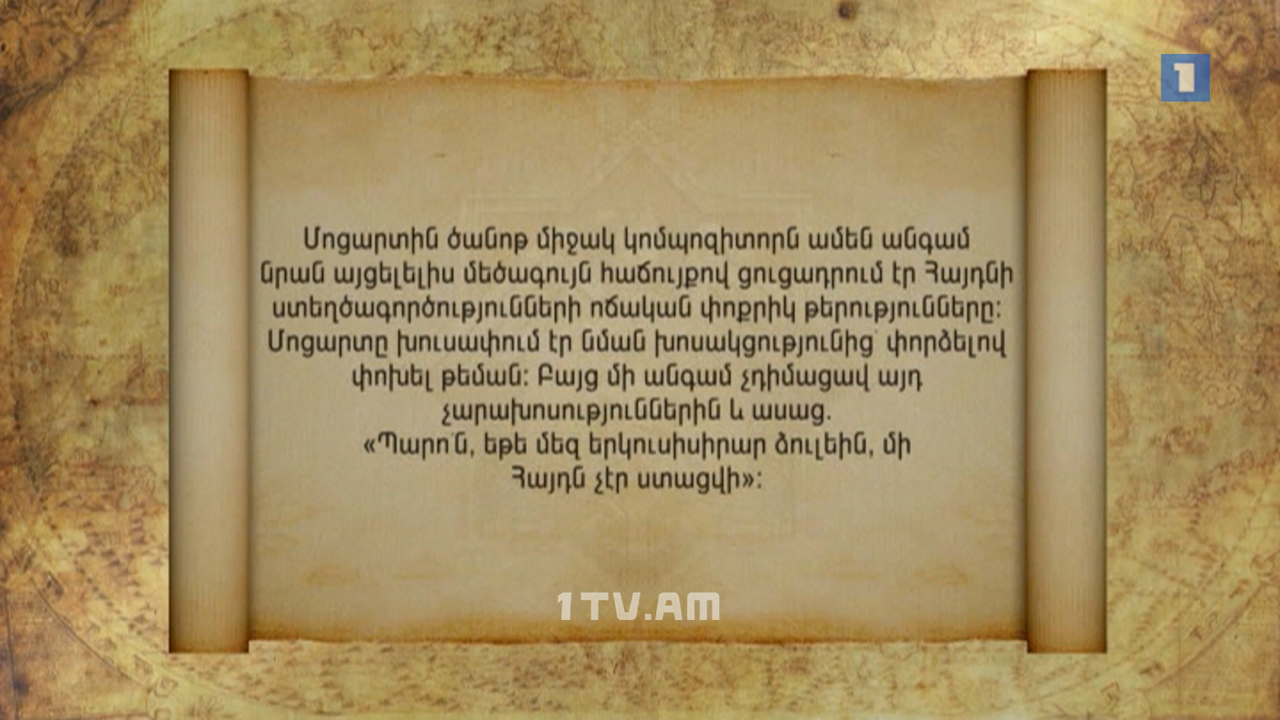 1
Մոցարտին ծանոթ միջակ կոմպոզիտորն ամեն անգամ
նրան այցելելիս մեծագույն հաճույքով ցուցադրում էր Հայդնի
ստեղծագործությունների ոճական փոքրիկ թերությունները:
Մոցարտը խուսափում էր նման խոսակցությունից՝ փորձելով
փոխել թեման: Բայց մի անգամ չդիմացավ այդ
չարախոսություններին և ասաց.
«Պարո՛ն, եթե մեզ երկուսիսիրար ձուլեին, մի
Հայդն չէր ստացվի»:
1TV.AM